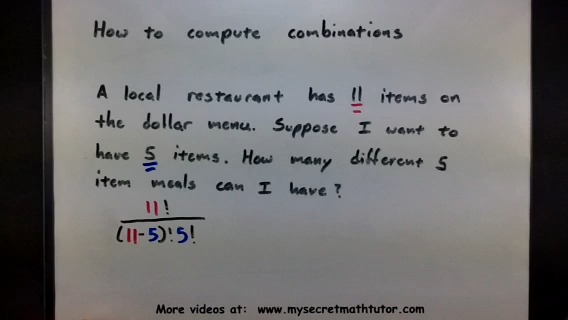 How to compute combinations
A local restaurant has 11 items on
the dollar menu. Suppose I want to
have 5 items. How many different 5
item meals can I have?
11!
(11-5)!5!
More videos at: www.mysecretmathtutor.com